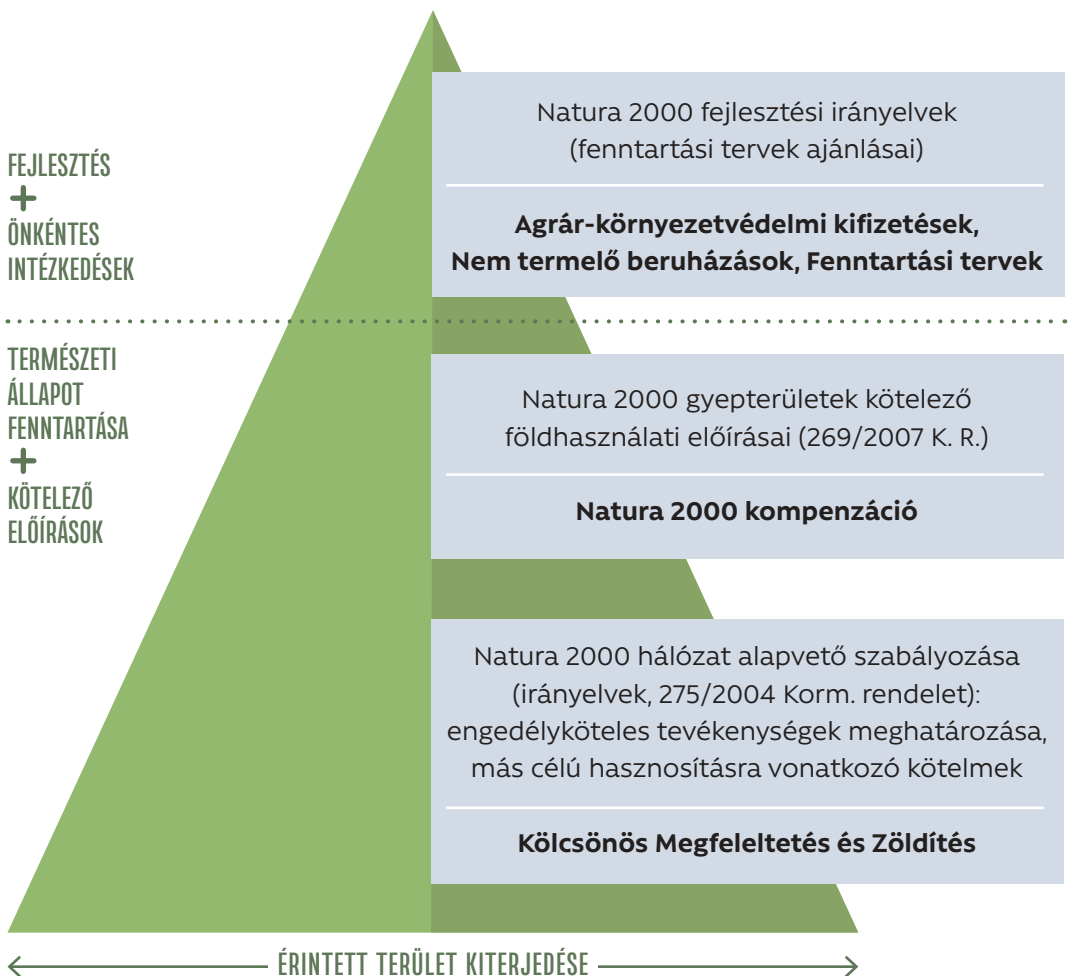 Natura 2000 fejlesztési irányelvek
(fenntartási tervek ajánlásai)
Agrár-környezetvédelmi kifizetések,
Nem termelő beruházások, Fenntartási tervek
FEJLESZTÉS
+
ÖNKÉNTES
INTÉZKEDÉSEK
TERMÉSZETI
ÁLLAPOT
FENNTARTÁSA
+
KÖTELEZŐ
ELŐÍRÁSOK
Natura 2000 gyepterületek kötelező
földhasználati előírásai (269/2007 K. R.)
Natura 2000 kompenzáció
Natura 2000 hálózat alapvető szabályozása
(irányelvek, 275/2004 Korm. rendelet):
engedélyköteles tevékenységek meghatározása,
más célú hasznosításra vonatkozó kötelmek
Kölcsönös Megfeleltetés és Zöldítés
ÉRINTETT TERÜLET KITERJEDÉSE